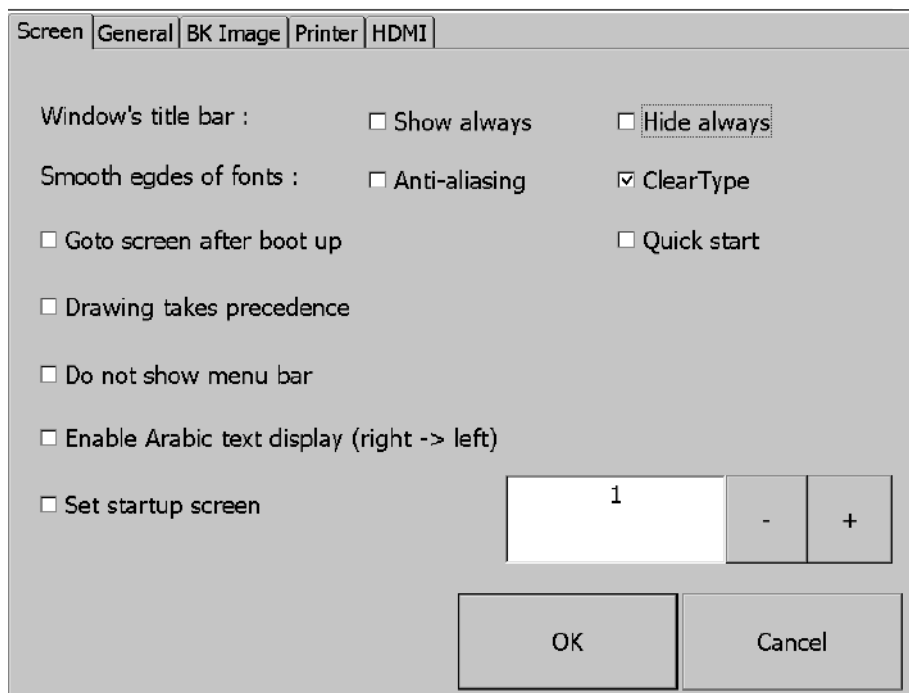 Screen General BK Image Printer HDMI
Window's title bar : Show always Hide always
Smooth egdes of fonts : Anti-aliasing ClearType
Goto screen after boot up Quick start
Drawing takes precedence
Do not show menu bar
Enable Arabic text display (right -> left)
Set startup screen 1 - +
OK Cancel